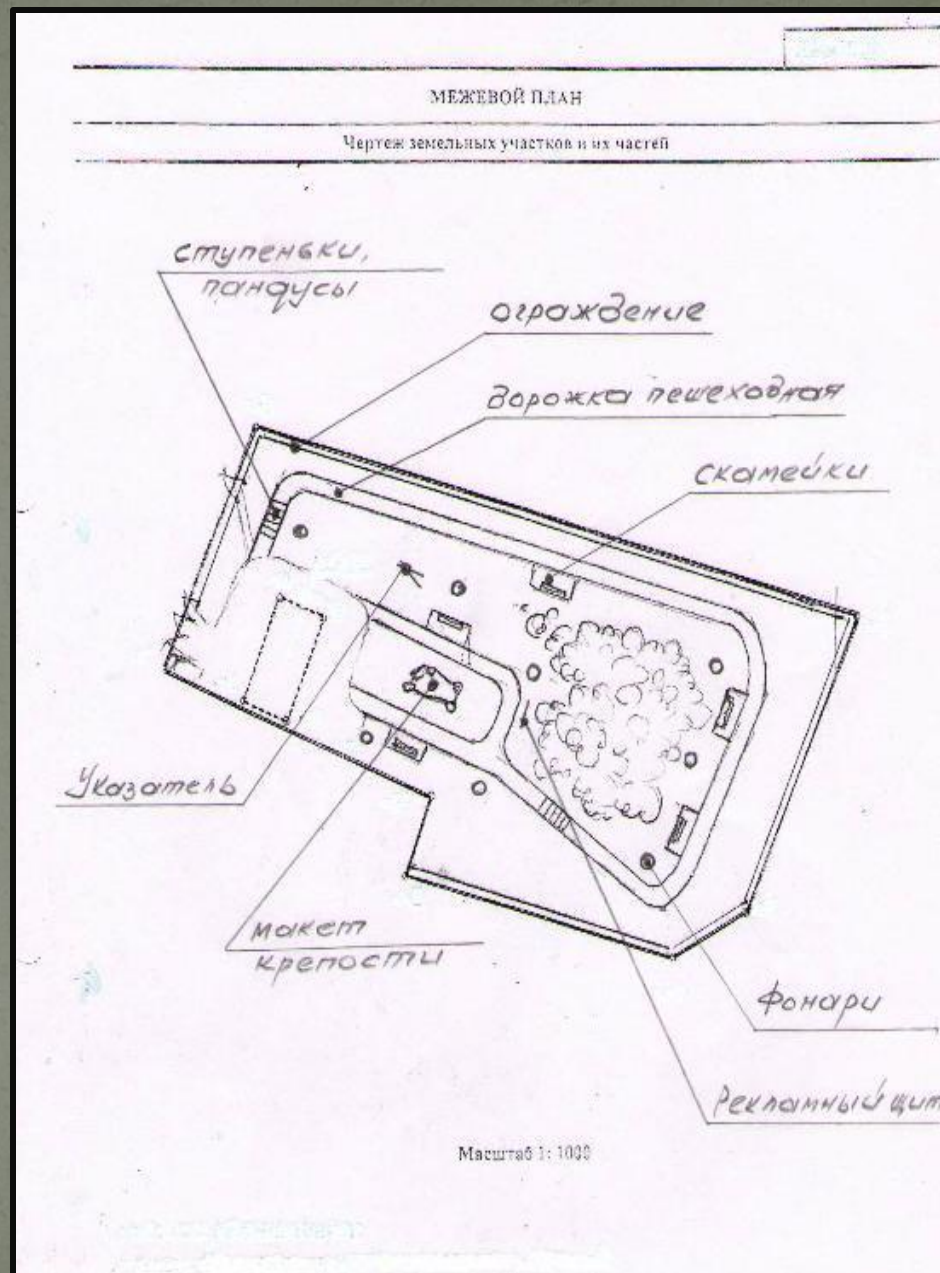 МЕЖЕВОЙ ПЛАН
Чертеж земельных участков и их частей
ступеньки,
пандусы
ограждение
дорожка пешеходная
скамейки
Указатель
макет
крепости
Фонари
Рекламный щит
Масштаб 1: 1000